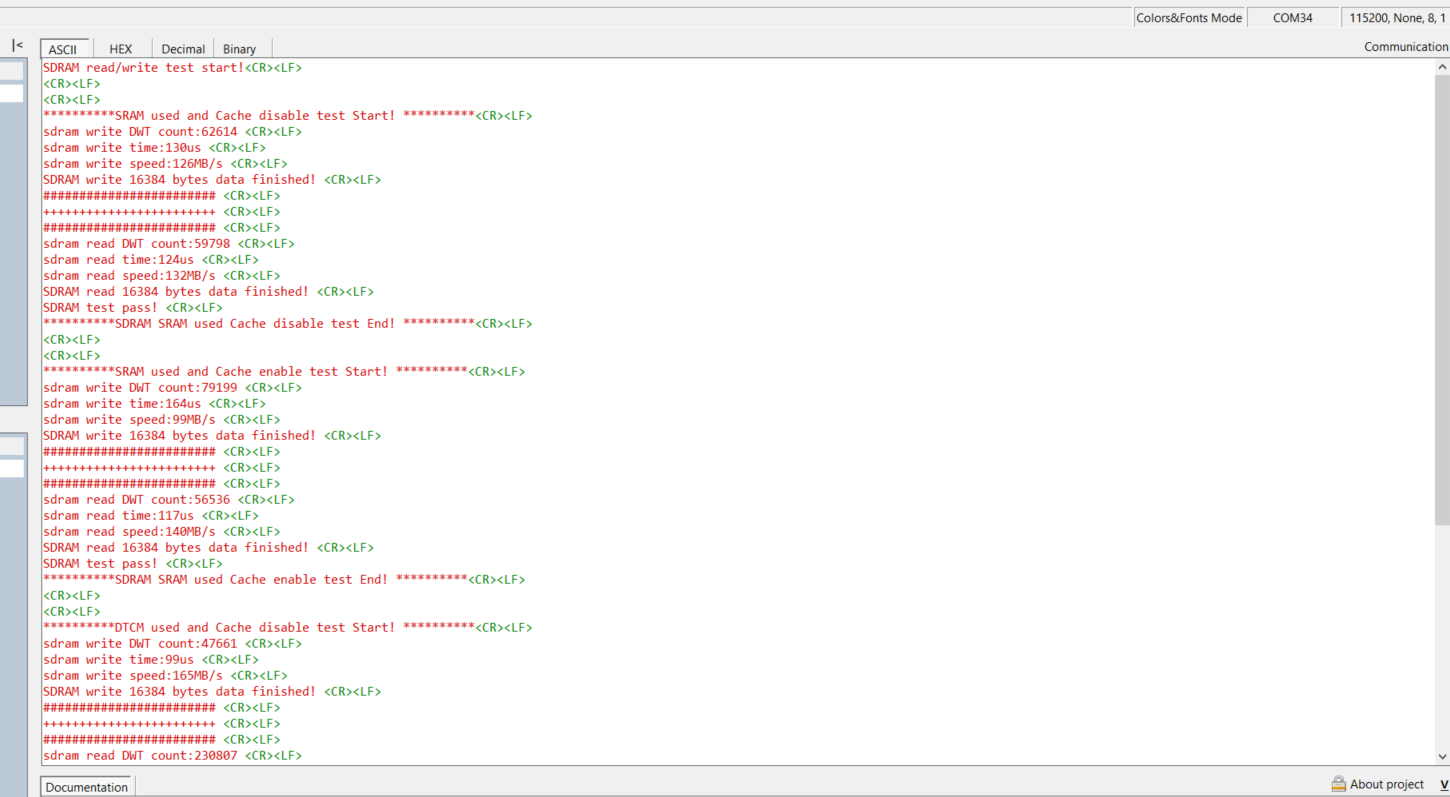 Colors&Fonts Mode COM34 115200, None, 8, 1
|< ASCII HEX Decimal Binary Communication
SDRAM read/write test start!<CR><LF>
<CR><LF>
<CR><LF>
**********SRAM used and Cache disable test Start! **********<CR><LF>
sdram write DWT count:62614 <CR><LF>
sdram write time:130us <CR><LF>
sdram write speed:126MB/s <CR><LF>
SDRAM write 16384 bytes data finished! <CR><LF>
######################## <CR><LF>
++++++++++++++++++++++++ <CR><LF>
######################## <CR><LF>
sdram read DWT count:59798 <CR><LF>
sdram read time:124us <CR><LF>
sdram read speed:132MB/s <CR><LF>
SDRAM read 16384 bytes data finished! <CR><LF>
SDRAM test pass! <CR><LF>
**********SDRAM SRAM used Cache disable test End! **********<CR><LF>
<CR><LF>
<CR><LF>
**********SRAM used and Cache enable test Start! **********<CR><LF>
sdram write DWT count:79199 <CR><LF>
sdram write time:164us <CR><LF>
sdram write speed:99MB/s <CR><LF>
SDRAM write 16384 bytes data finished! <CR><LF>
######################## <CR><LF>
++++++++++++++++++++++++ <CR><LF>
######################## <CR><LF>
sdram read DWT count:56536 <CR><LF>
sdram read time:117us <CR><LF>
sdram read speed:140MB/s <CR><LF>
SDRAM read 16384 bytes data finished! <CR><LF>
SDRAM test pass! <CR><LF>
**********SDRAM SRAM used Cache enable test End! **********<CR><LF>
<CR><LF>
<CR><LF>
**********DTCM used and Cache disable test Start! **********<CR><LF>
sdram write DWT count:47661 <CR><LF>
sdram write time:99us <CR><LF>
sdram write speed:165MB/s <CR><LF>
SDRAM write 16384 bytes data finished! <CR><LF>
######################## <CR><LF>
++++++++++++++++++++++++ <CR><LF>
######################## <CR><LF>
sdram read DWT count:230807 <CR><LF>
Documentation About project V